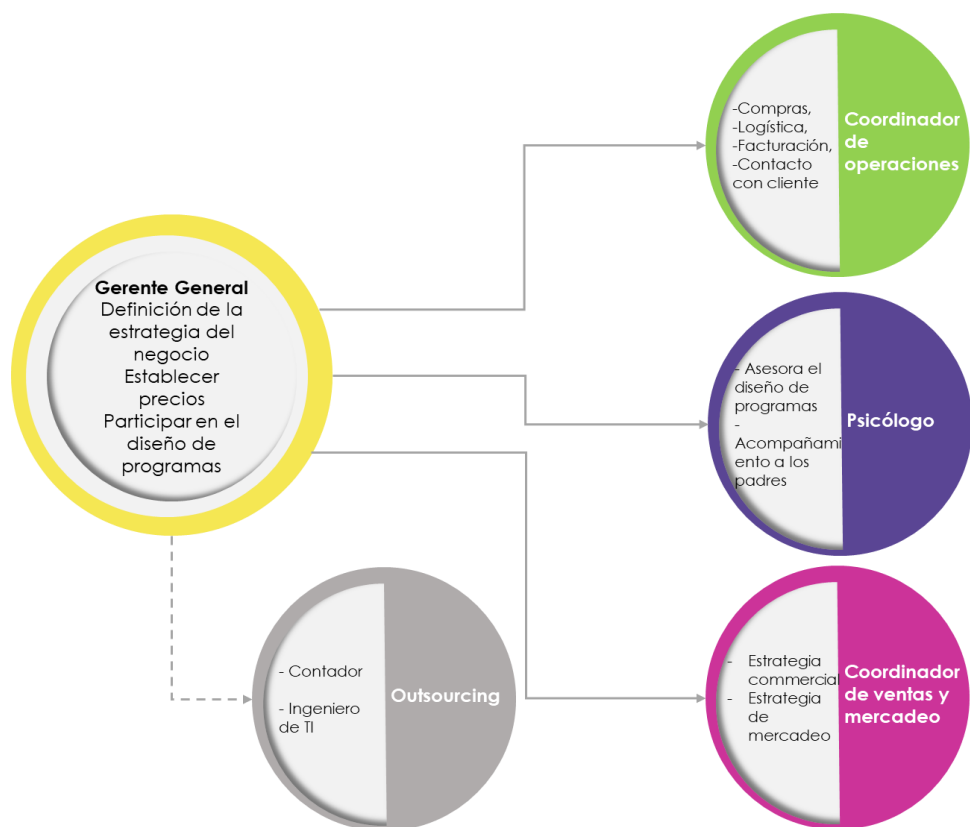 Gerente General
Definición de la
estrategia del
negocio
Establecer
precios
Participar en el
diseño de
programas
-Compras,
-Logística,
-Facturación,
-Contacto
con cliente
Coordinador
de
operaciones
- Asesora el
diseño de
programas
-
Acompañami
ento a los
padres
Psicólogo
- Estrategia
commercial
- Estrategia
de
mercadeo
Coordinador
de ventas y
mercadeo
- Contador
- Ingeniero
de TI
Outsourcing